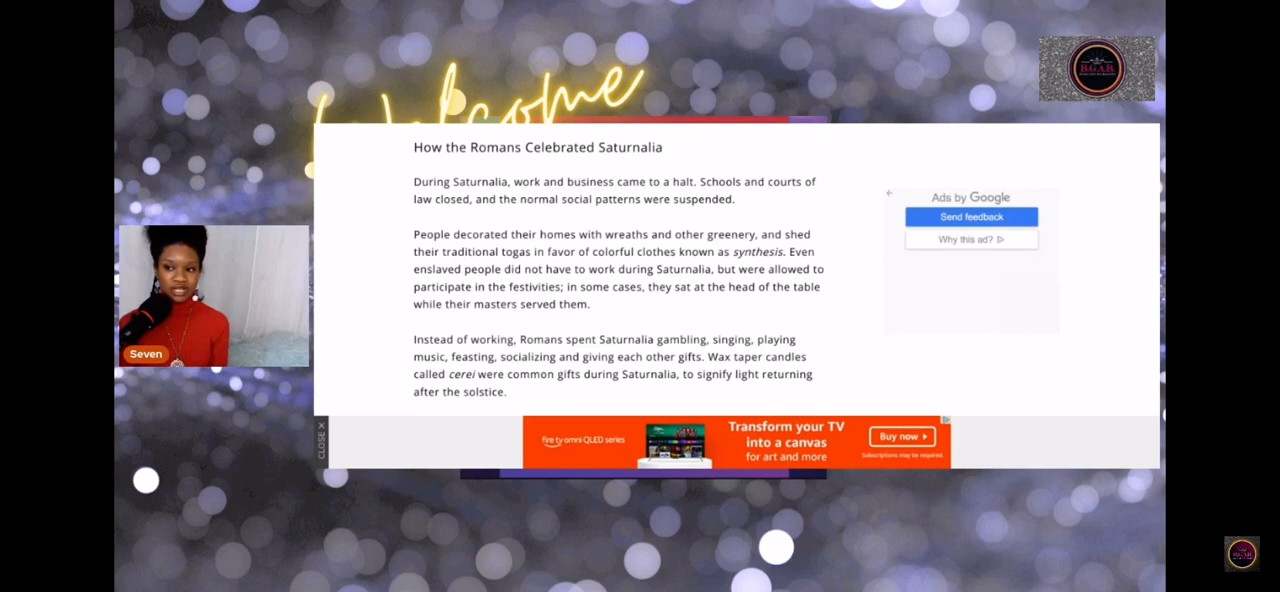 Welcome
B.G.A.B
How the Romans Celebrated Saturnalia
During Saturnalia, work and business came to a halt. Schools and courts of
law closed, and the normal social patterns were suspended.
People decorated their homes with wreaths and other greenery, and shed
their traditional togas in favor of colorful clothes known as synthesis. Even
enslaved people did not have to work during Saturnalia, but were allowed to
participate in the festivities; in some cases, they sat at the head of the table
while their masters served them.
Instead of working, Romans spent Saturnalia gambling, singing, playing
music, feasting, socializing and giving each other gifts. Wax taper candles
called cerei were common gifts during Saturnalia, to signify light returning
after the solstice.
Ads by Google
Send feedback
Why this ad?
Seven
CLOSE X
fire tv omni QLED series
Transform your TV
into a canvas
for art and more
Buy now
Subscriptions may be required.